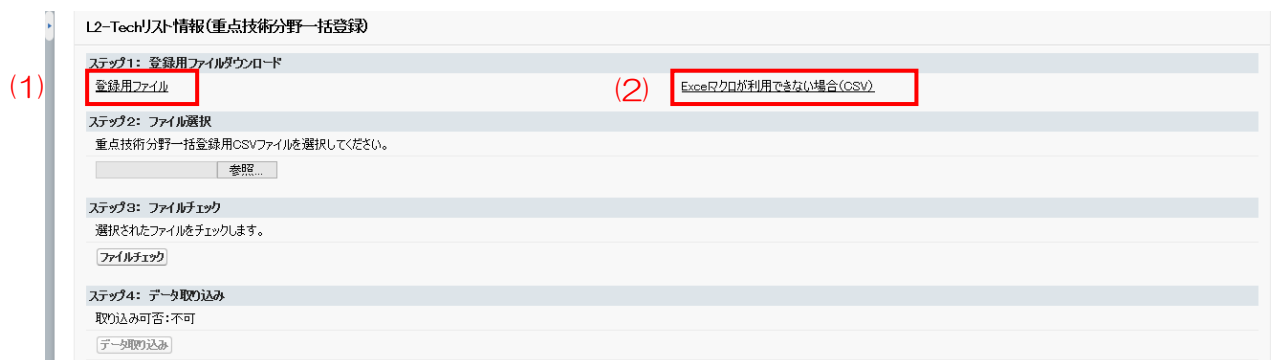 L2-Techリスト情報(重点技術分野一括登録)
ステップ1: 登録用ファイルダウンロード
(1) 登録用ファイル (2) Excelマクロが利用できない場合(CSV)
ステップ2: ファイル選択
重点技術分野一括登録用CSVファイルを選択してください。
参照...
ステップ3: ファイルチェック
選択されたファイルをチェックします。
ファイルチェック
ステップ4: データ取り込み
取り込み可否:不可
データ取り込み